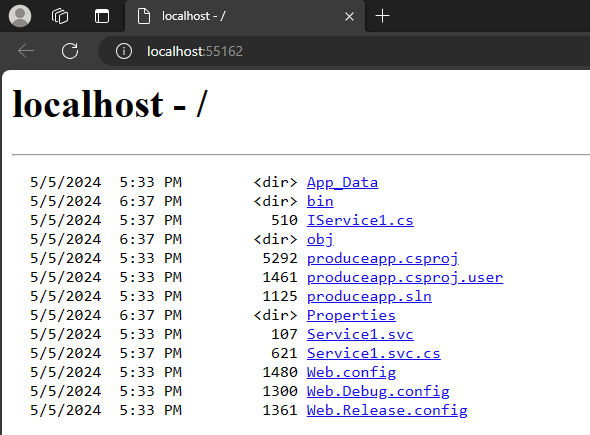 localhost - /
localhost:55162
localhost - /
5/5/2024 5:33 PM <dir> App_Data
5/5/2024 6:37 PM <dir> bin
5/5/2024 5:33 PM 510 IService1.cs
5/5/2024 6:37 PM <dir> obj
5/5/2024 5:33 PM 5292 produceapp.csproj
5/5/2024 5:33 PM 1461 produceapp.csproj.user
5/5/2024 5:33 PM 1125 produceapp.sln
5/5/2024 6:37 PM <dir> Properties
5/5/2024 5:33 PM 107 Service1.svc
5/5/2024 5:37 PM 621 Service1.svc.cs
5/5/2024 5:33 PM 1480 Web.config
5/5/2024 5:33 PM 1300 Web.Debug.config
5/5/2024 5:33 PM 1361 Web.Release.config